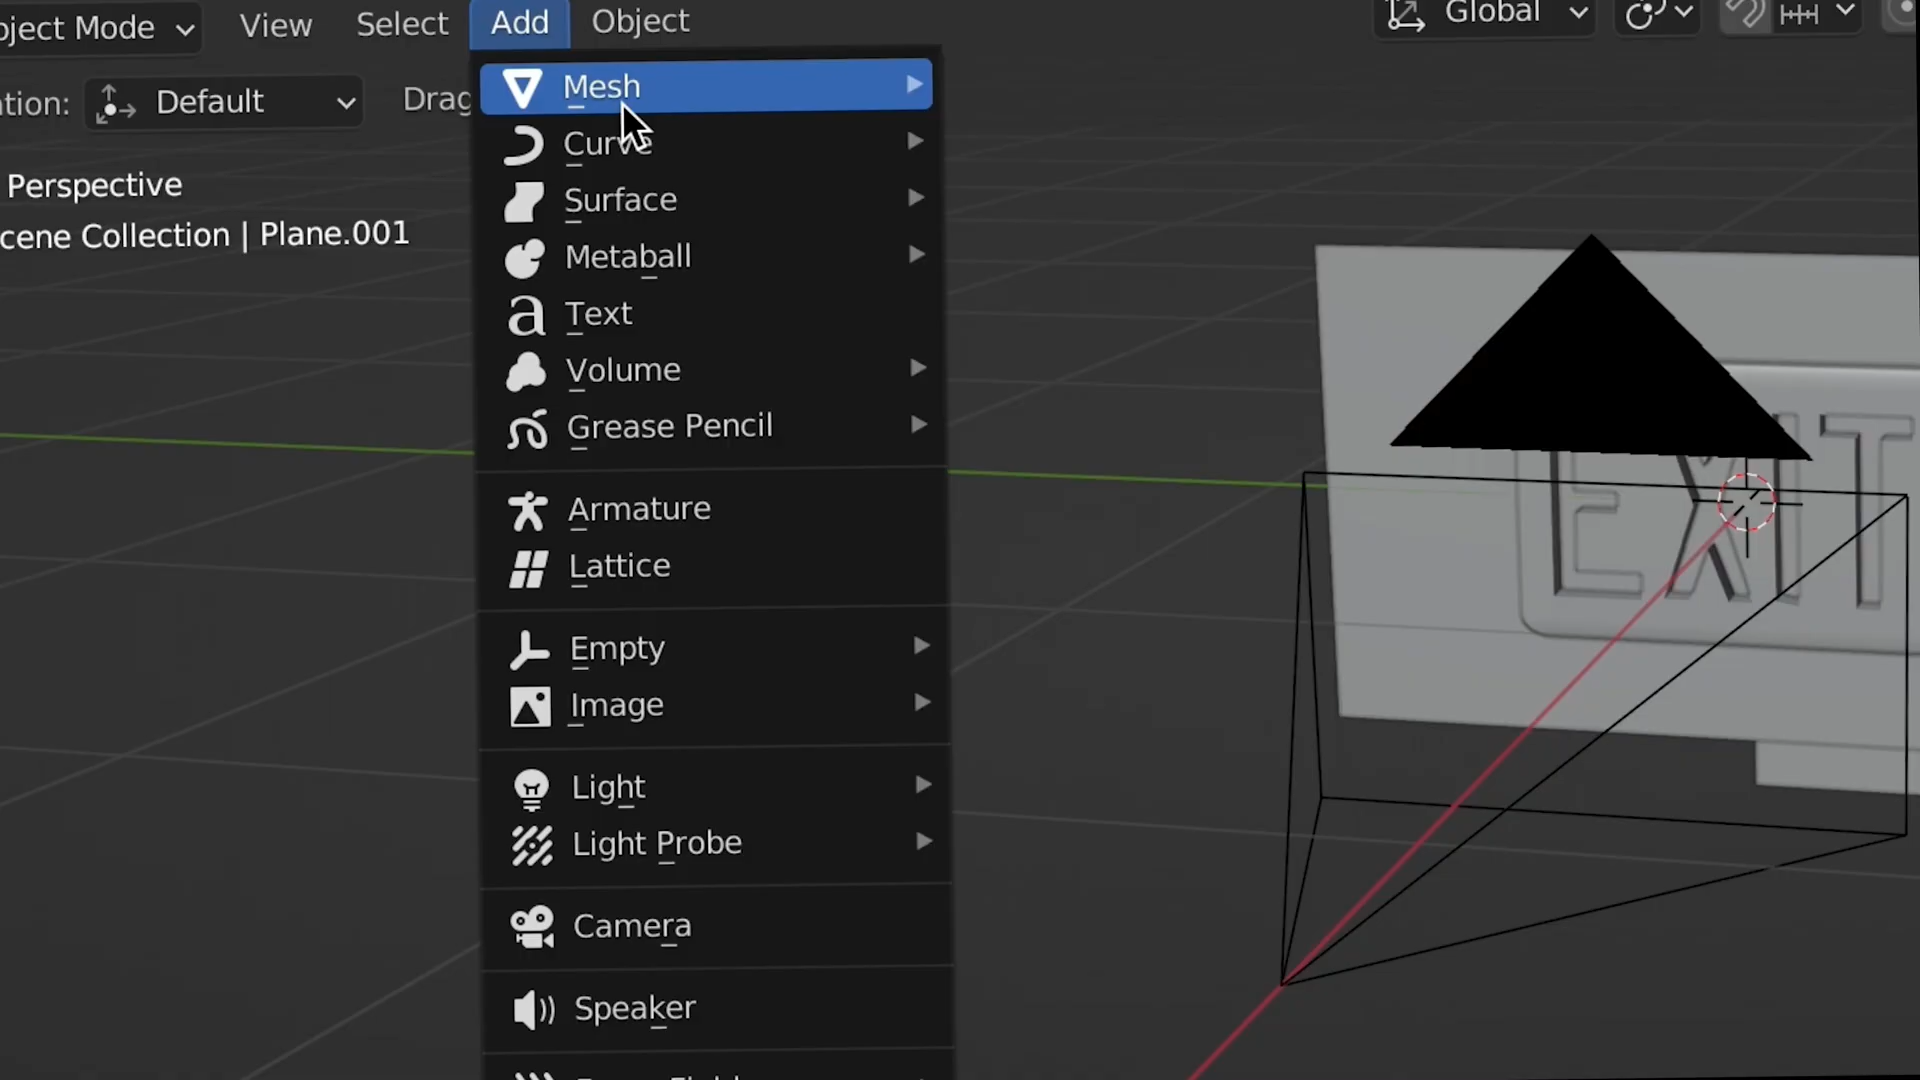 bject Mode
View
Select
Add
Object
Global
tion:
Default
Drag
Perspective
cene Collection | Plane.001
Mesh
Curve
Surface
Metaball
Text
Volume
Grease Pencil
Armature
Lattice
Empty
Image
Light
Light Probe
Camera
Speaker
EXIT